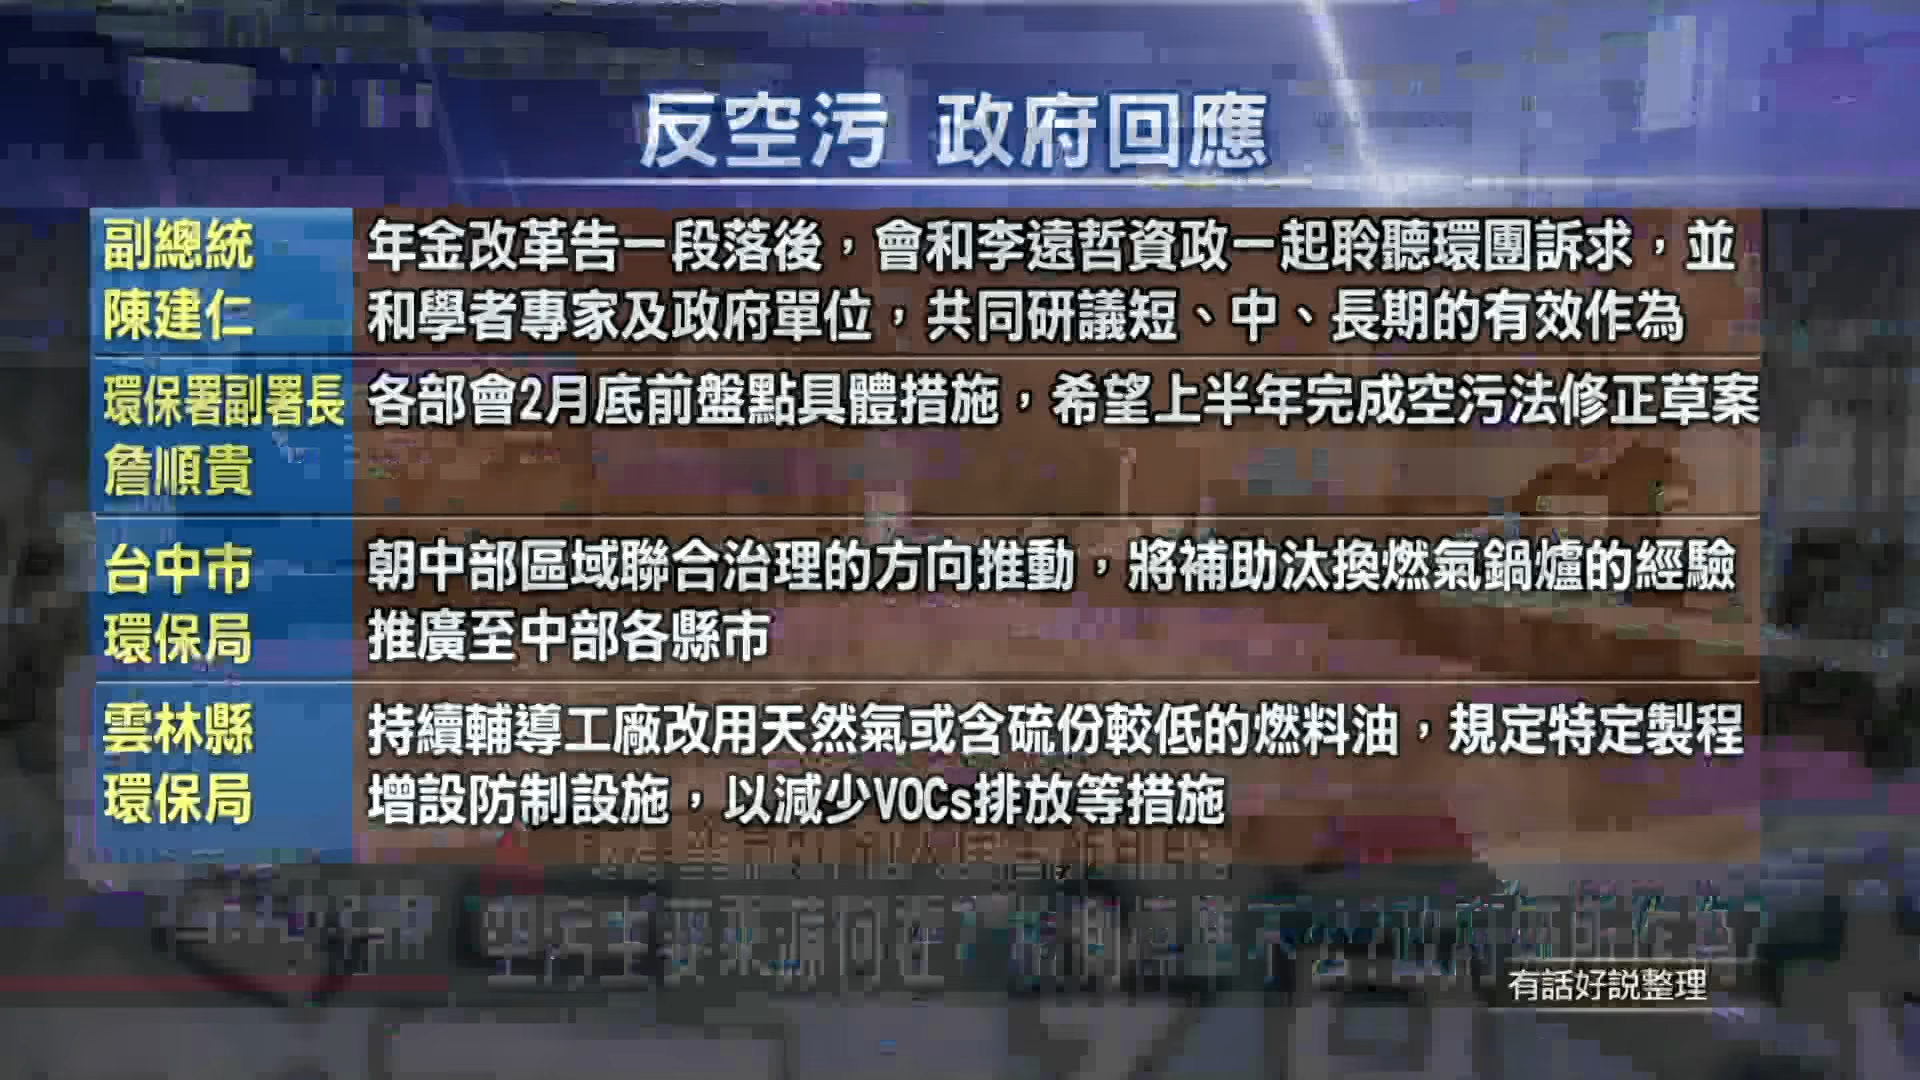 反空污 政府回應
副總統
陳建仁
年金改革告一段落後，會和李遠哲資政一起聆聽環團訴求，並
和學者專家及政府單位，共同研議短、中、長期的有效作為
環保署副署長
詹順貴
各部會2月底前盤點具體措施，希望上半年完成空污法修正草案
台中市
環保局
朝中部區域聯合治理的方向推動，將補助汰換燃氣鍋爐的經驗
推廣至中部各縣市
雲林縣
環保局
持續輔導工廠改用天然氣或含硫份較低的燃料油，規定特定製程
增設防制設施，以減少VOCs排放等措施
有話好説整理